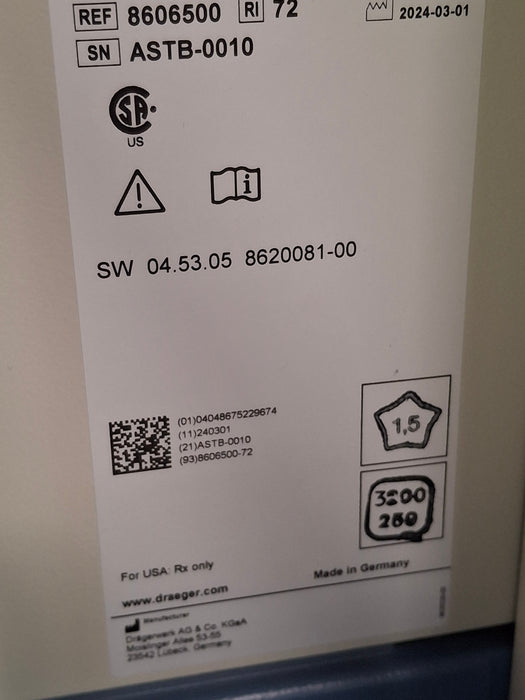 REF 8606500 RI 72 2024-03-01
SN ASTB-0010
SA
US
SW 04.53.05 8620081-00
(01)04048675229674
(11)240301
(21)ASTB-0010
(93)8606500-72
1,5
3200
250
For USA: Rx only
Made in Germany
www.draeger.com
Manufacturer
Drägerwerk AG & Co. KGaA
Moislinger Allee 53-55
23542 Lübeck, Germany